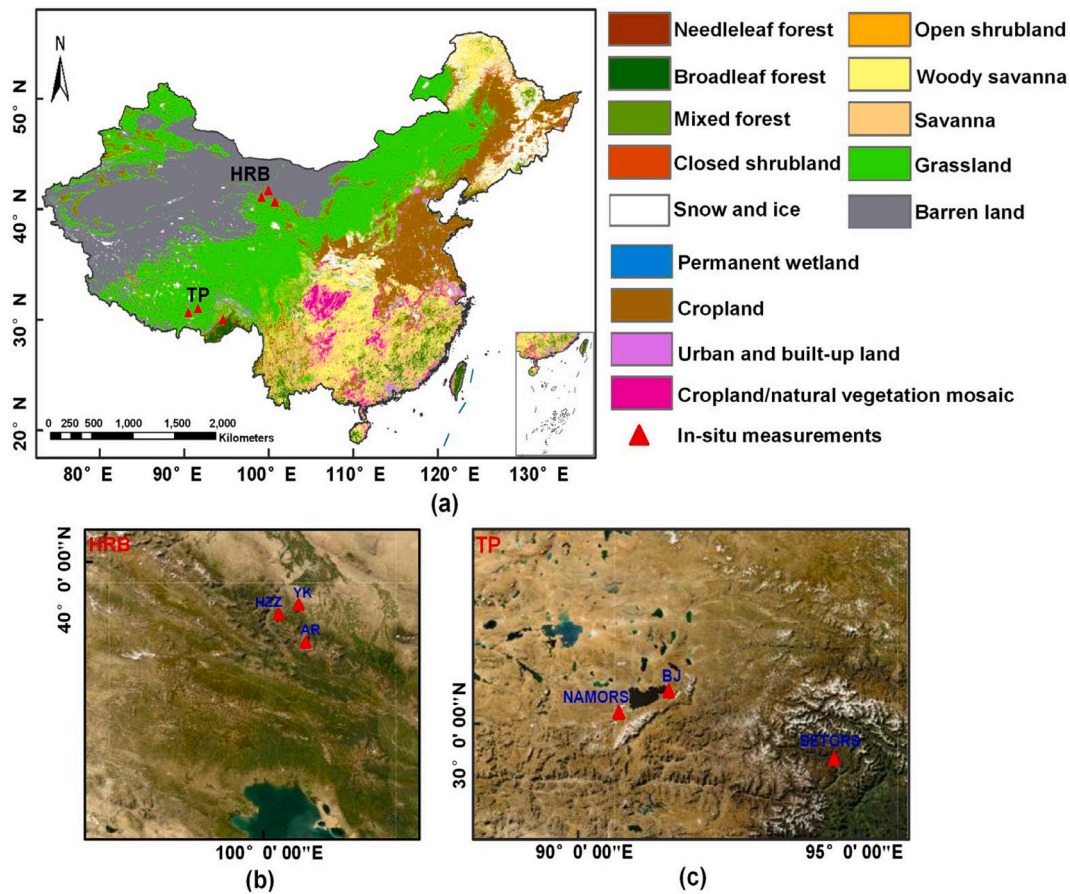 N
50° N
40° N
30° N
20° N
HRB
TP
0 250 500 1,000 1,500 2,000
Kilometers
80° E 90° E 100° E 110° E 120° E 130° E
(a)
Needleleaf forest
Broadleaf forest
Mixed forest
Closed shrubland
Snow and ice
Permanent wetland
Cropland
Urban and built-up land
Cropland/natural vegetation mosaic
In-situ measurements
Open shrubland
Woody savanna
Savanna
Grassland
Barren land
HRB
40° 0' 00"N
HZZ
YK
AR
100° 0' 00"E
(b)
TP
30° 0' 00"N
NAMORS
BJ
SETORS
90° 0' 00"E
95° 0' 00"E
(c)